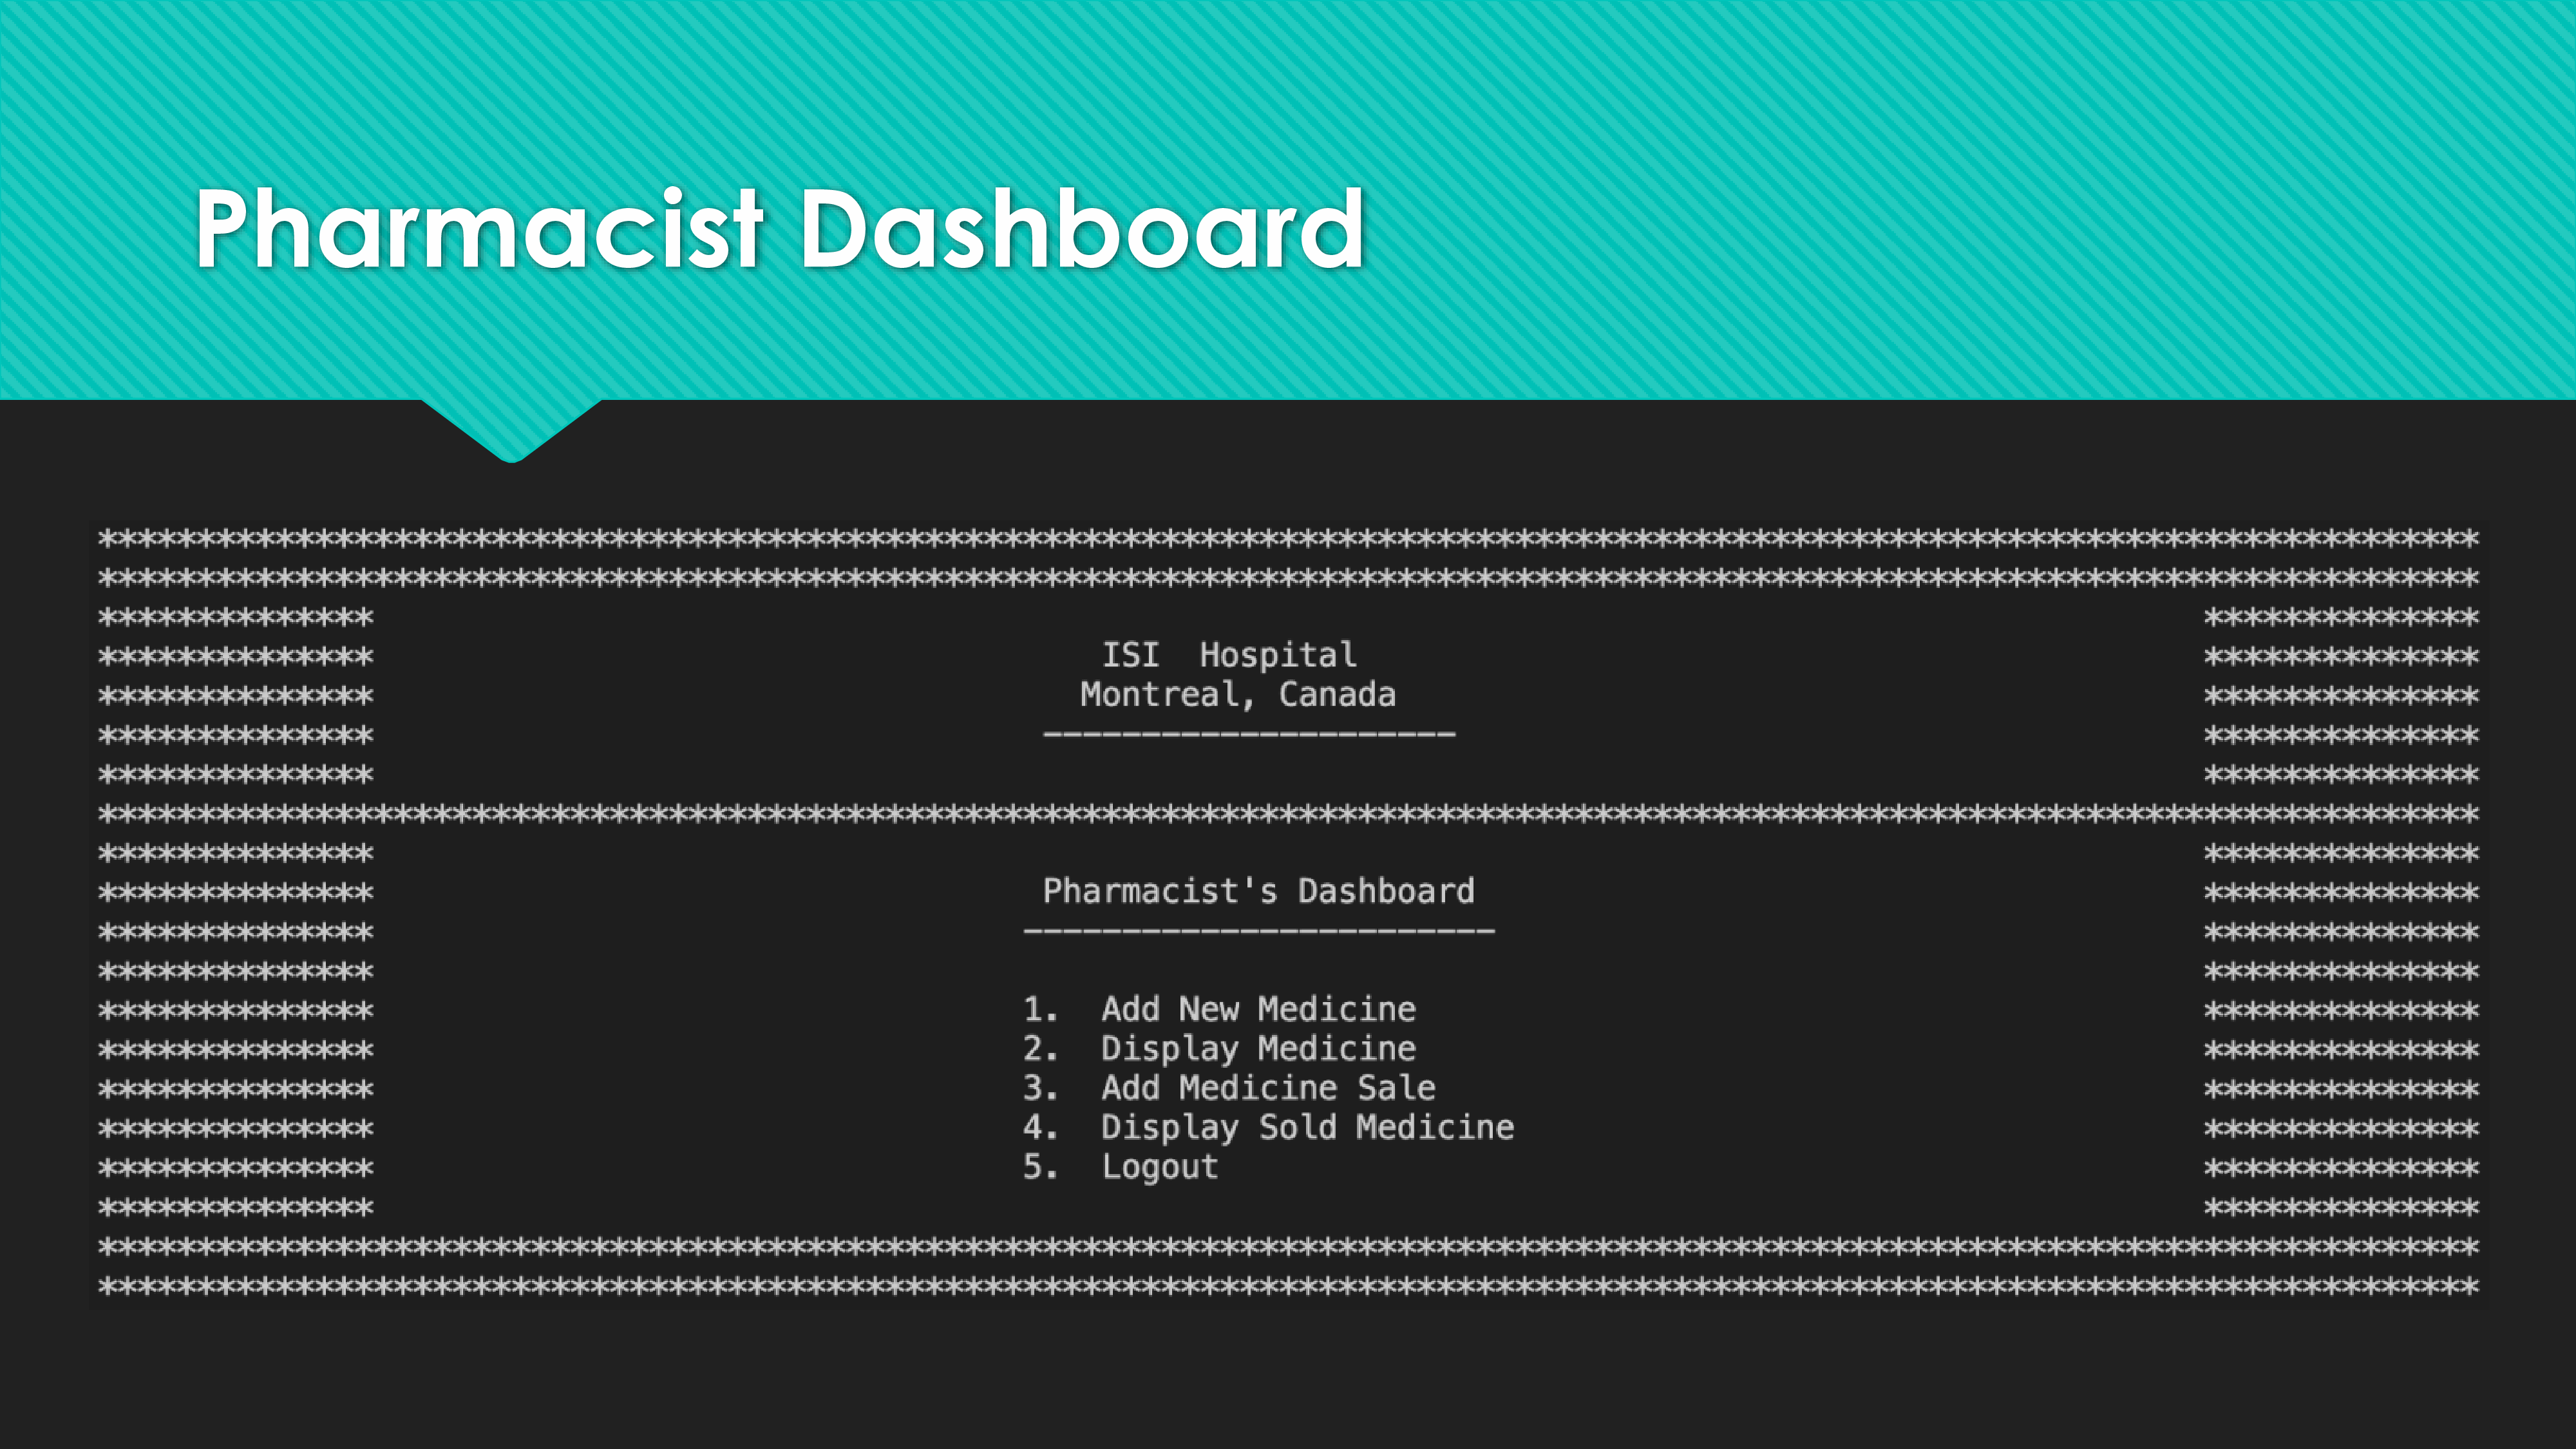 Pharmacist Dashboard
*************************************************************************************************************************
*************************************************************************************************************************
************** **************
************** ISI  Hospital **************
************** Montreal, Canada **************
************** --------------------- **************
************** **************
*************************************************************************************************************************
************** **************
************** Pharmacist's Dashboard **************
************** ------------------------ **************
************** **************
************** 1.  Add New Medicine **************
************** 2.  Display Medicine **************
************** 3.  Add Medicine Sale **************
************** 4.  Display Sold Medicine **************
************** 5.  Logout **************
************** **************
*************************************************************************************************************************
*************************************************************************************************************************